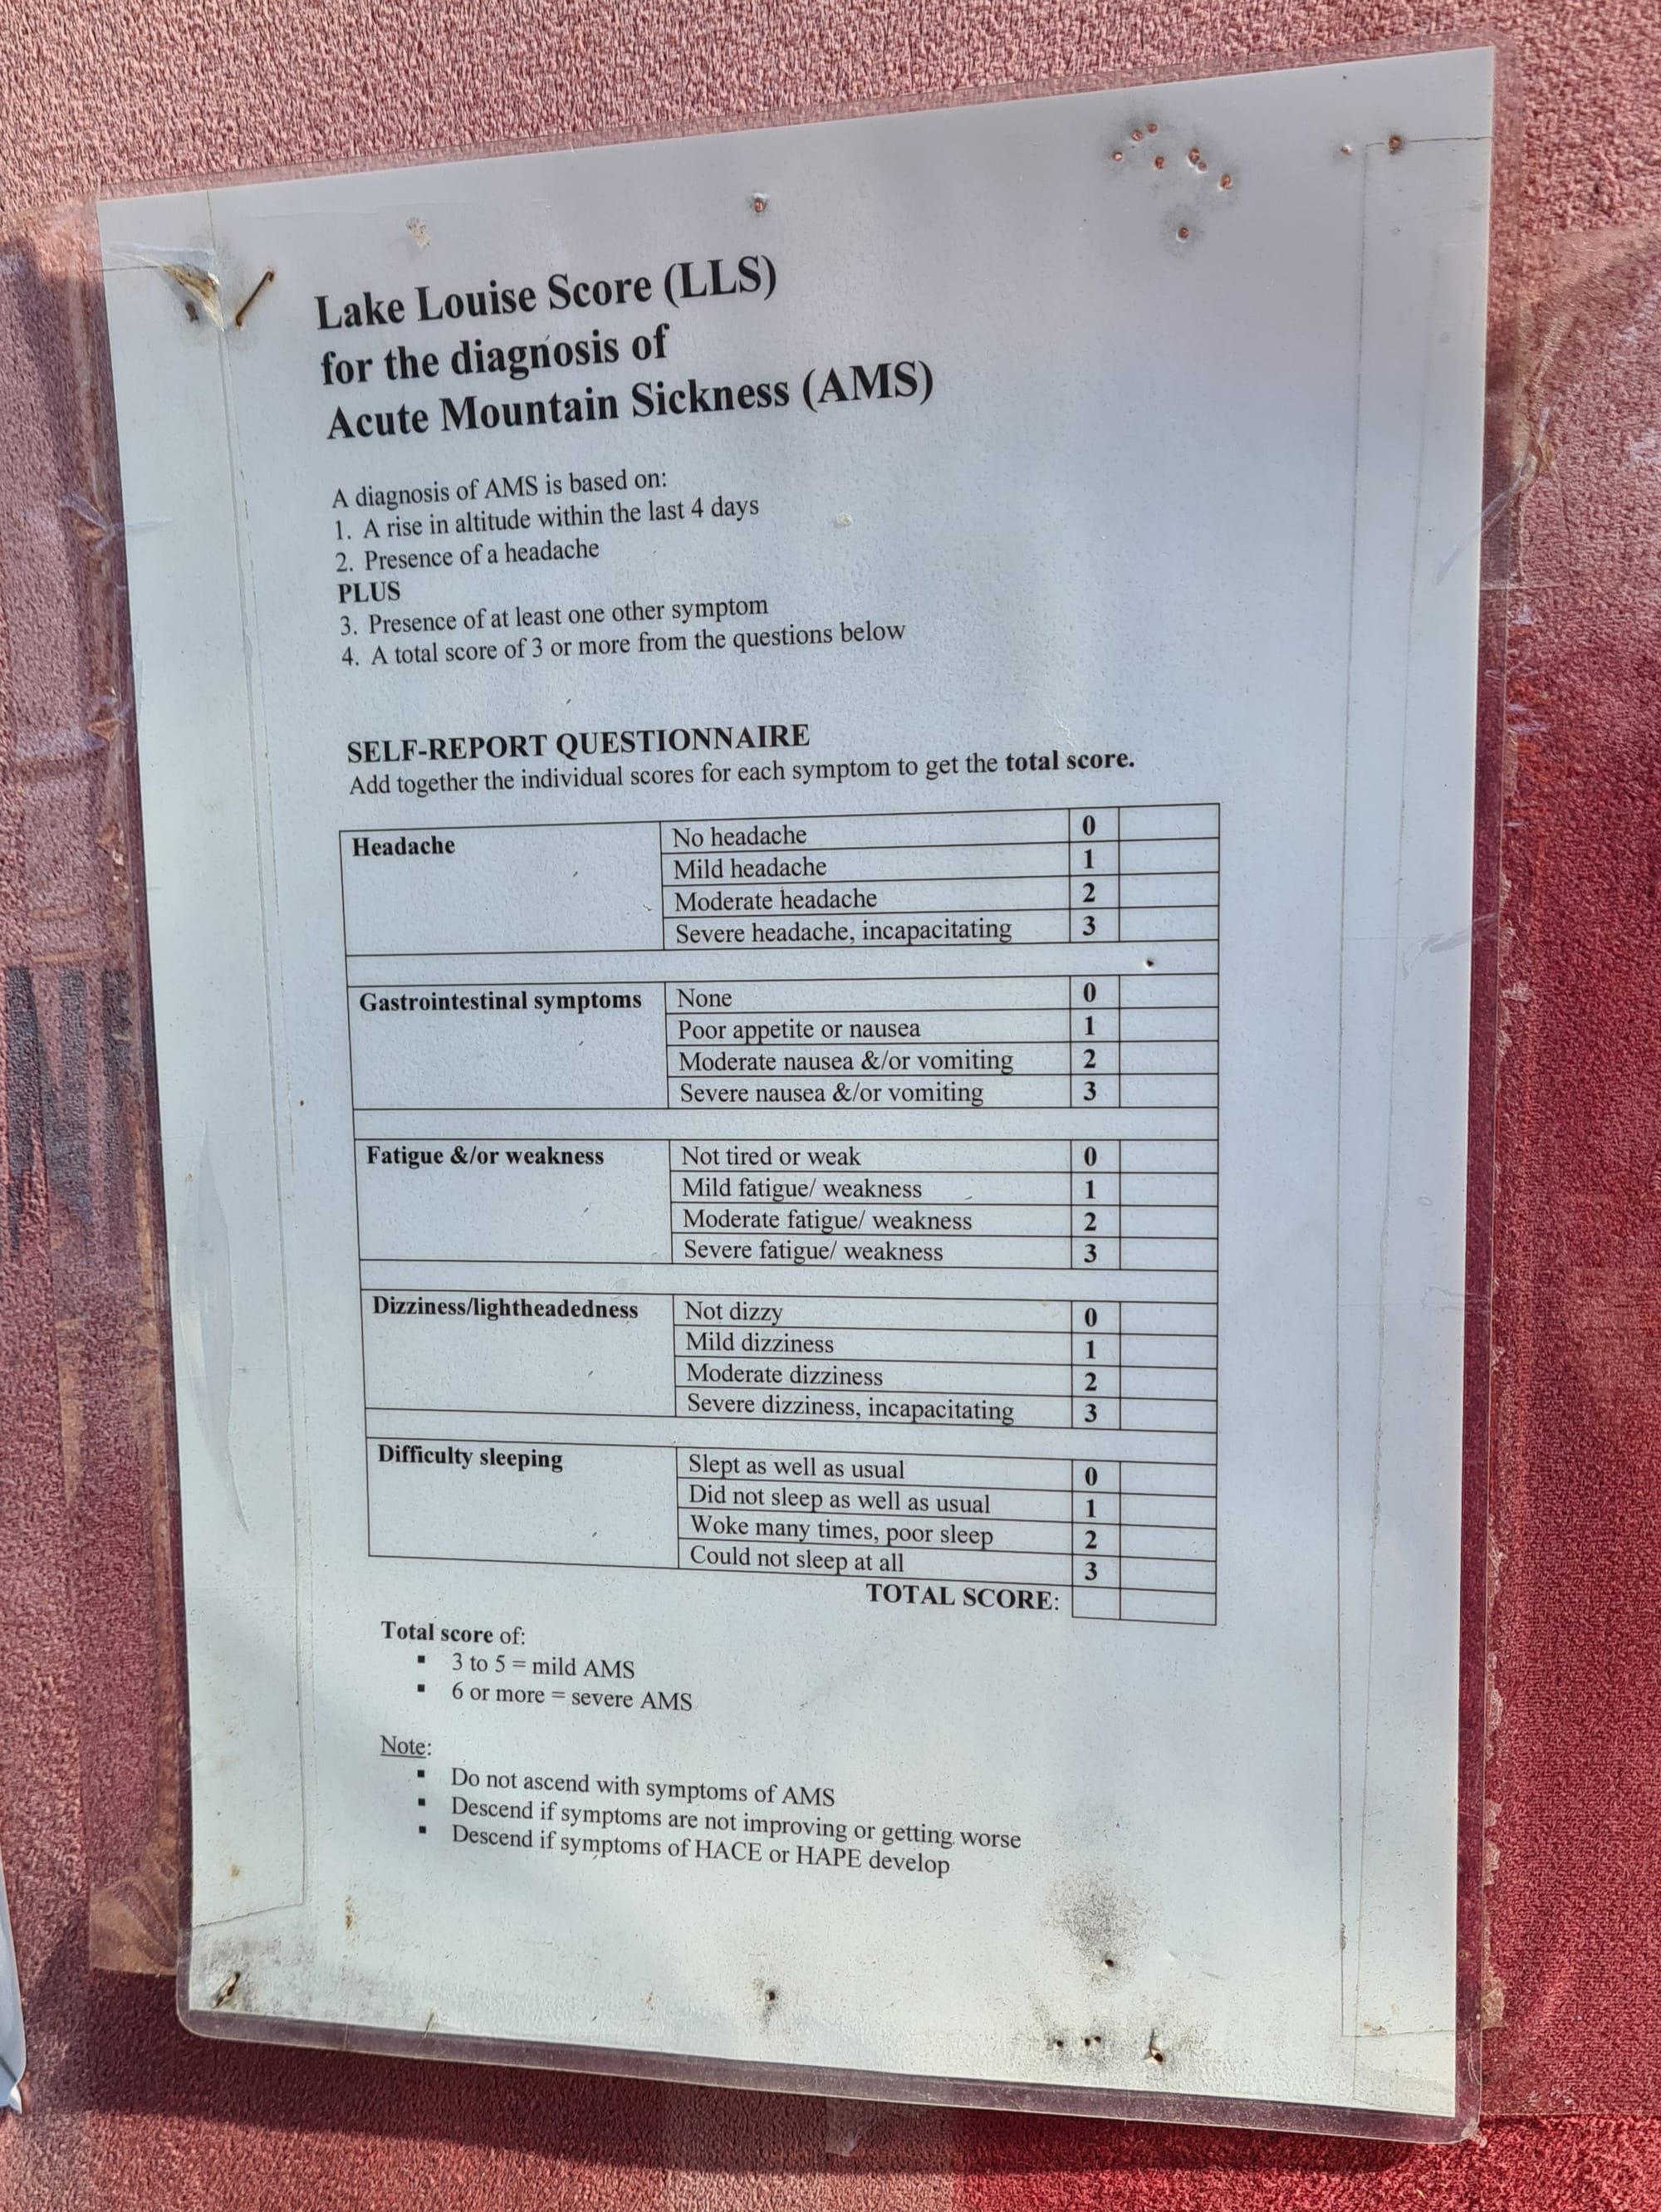 Lake Louise Score (LLS)
for the diagnosis of
Acute Mountain Sickness (AMS)
A diagnosis of AMS is based on:
1. A rise in altitude within the last 4 days
2. Presence of a headache
PLUS
3. Presence of at least one other symptom
4. A total score of 3 or more from the questions below
SELF-REPORT QUESTIONNAIRE
Add together the individual scores for each symptom to get the total score.
Headache No headache 0
Mild headache 1
Moderate headache 2
Severe headache, incapacitating 3
Gastrointestinal symptoms None 0
Poor appetite or nausea 1
Moderate nausea &/or vomiting 2
Severe nausea &/or vomiting 3
Fatigue &/or weakness Not tired or weak 0
Mild fatigue/ weakness 1
Moderate fatigue/ weakness 2
Severe fatigue/ weakness 3
Dizziness/lightheadedness Not dizzy 0
Mild dizziness 1
Moderate dizziness 2
Severe dizziness, incapacitating 3
Difficulty sleeping Slept as well as usual 0
Did not sleep as well as usual 1
Woke many times, poor sleep 2
Could not sleep at all 3
TOTAL SCORE:
Total score of:
▪ 3 to 5 = mild AMS
▪ 6 or more = severe AMS
Note:
▪ Do not ascend with symptoms of AMS
▪ Descend if symptoms are not improving or getting worse
▪ Descend if symptoms of HACE or HAPE develop